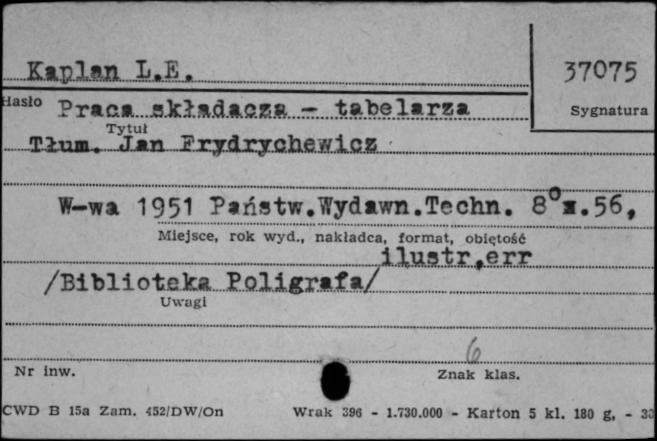 Kaplan L.E.
37075
Hasło Praca składacza - tabelarza
Sygnatura
Tytuł
Tłum. Jan Frydrychewicz
W-wa 1951 Państw.Wydawn.Techn. 8° s.56,
Miejsce, rok wyd., nakładca, format, objętość
ilustr,err
/Biblioteka Poligrafa/
Uwagi
6
Nr inw.
Znak klas.
CWD B 15a Zam. 452/DW/On Wrak 396 - 1.730.000 - Karton 5 kl. 180 g, - 30